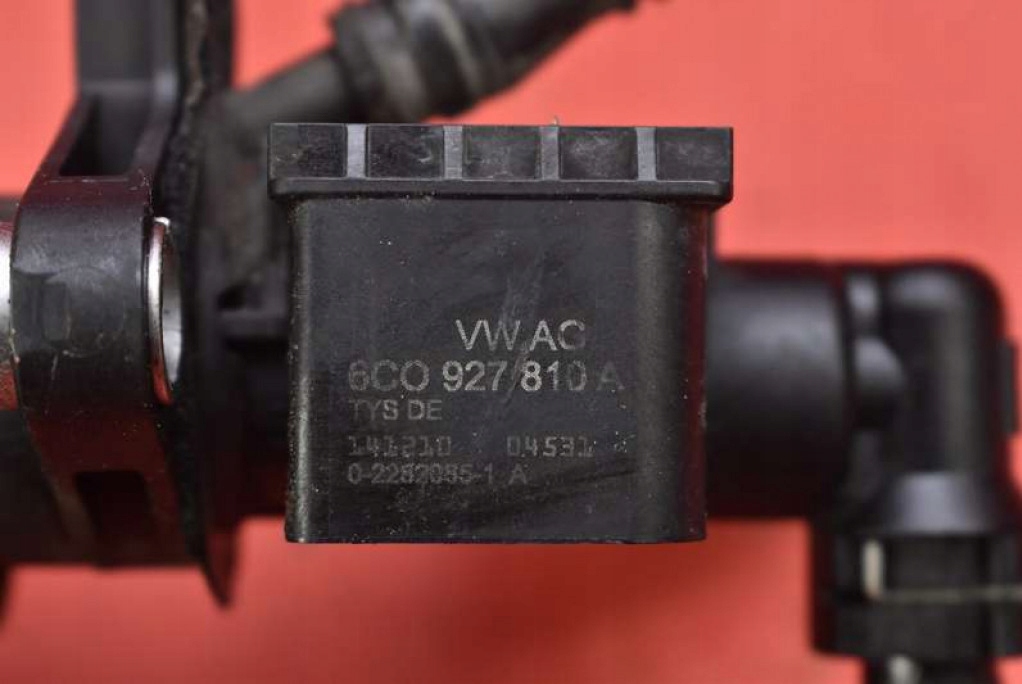 VW AG
6C0 927 810 A
TYS DE
141210 04531
0-2282085-1 A